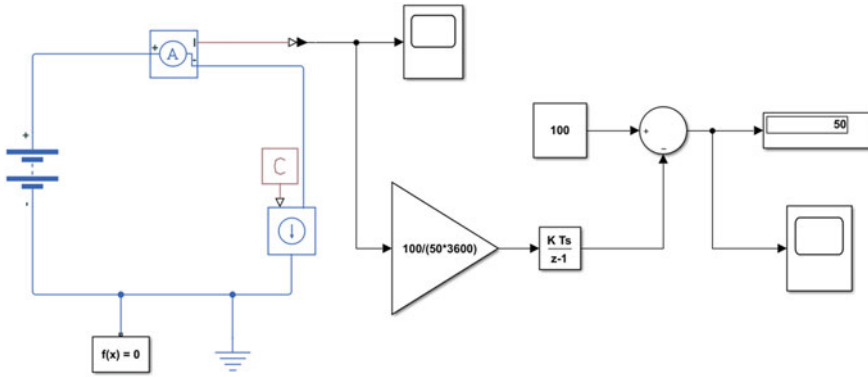 A
I
+
-
+
-
C
100
+
-
50
100/(50*3600)
K Ts
z-1
f(x) = 0